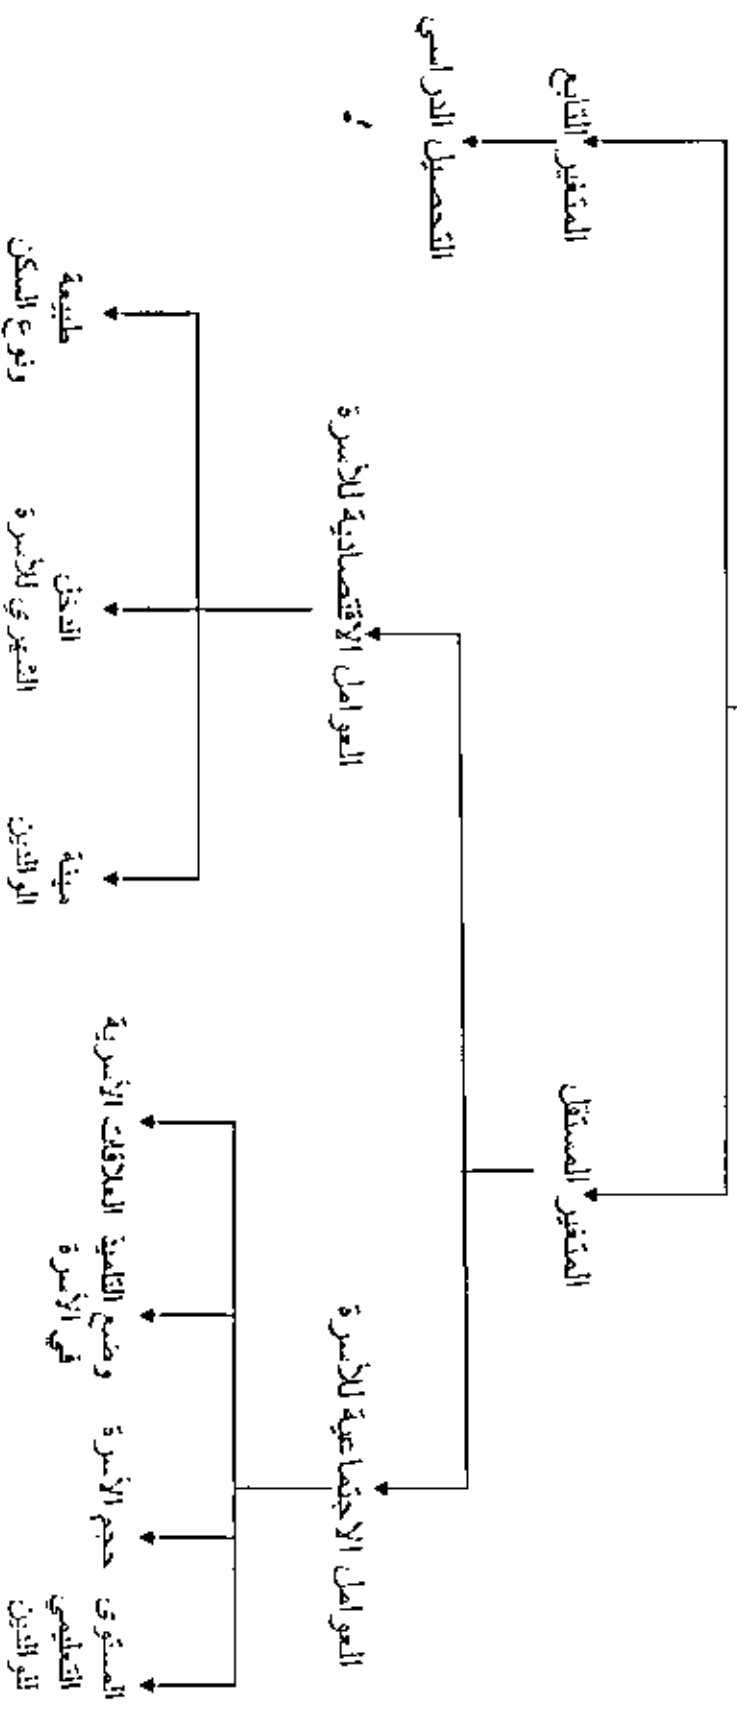 المتغير المستقل
المتغير التابع
التحصيل الدراسي
العوامل الاجتماعية للأسرة
العوامل الاقتصادية للأسرة
المستوى
التعليمي
للوالدين
حجم الأسرة
وضع التلميذ
في الأسرة
العلاقات الأسرية
مهنة
الوالدين
الدخل
الشهري للأسرة
طبيعة
ونوع السكن